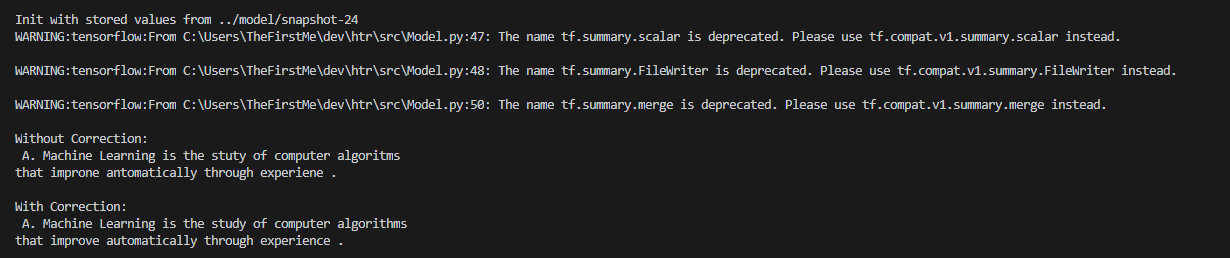 Init with stored values from ../model/snapshot-24
WARNING:tensorflow:From C:\Users\TheFirstMe\dev\htr\src\Model.py:47: The name tf.summary.scalar is deprecated. Please use tf.compat.v1.summary.scalar instead.
WARNING:tensorflow:From C:\Users\TheFirstMe\dev\htr\src\Model.py:48: The name tf.summary.FileWriter is deprecated. Please use tf.compat.v1.summary.FileWriter instead.
WARNING:tensorflow:From C:\Users\TheFirstMe\dev\htr\src\Model.py:50: The name tf.summary.merge is deprecated. Please use tf.compat.v1.summary.merge instead.
Without Correction:
A. Machine Learning is the stuty of computer algoritms
that improne antomatically through experiene .
With Correction:
A. Machine Learning is the study of computer algorithms
that improve automatically through experience .